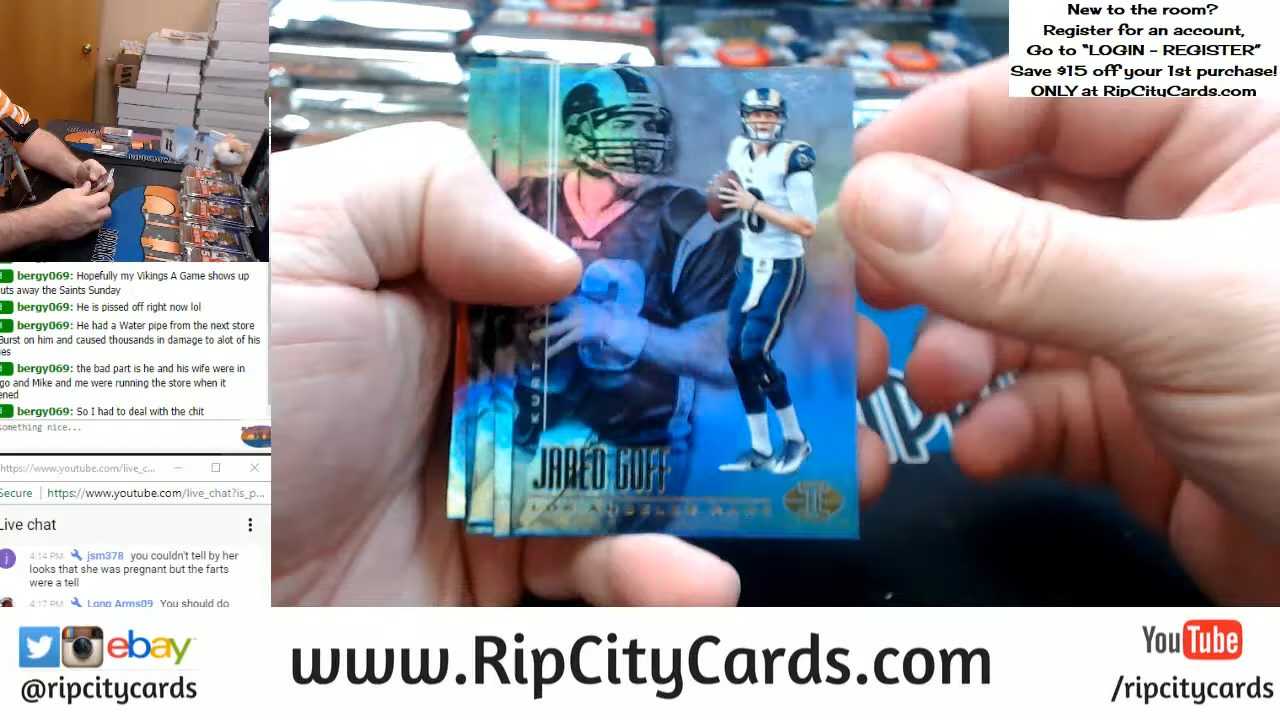 New to the room?
Register for an account,
Go to “LOGIN - REGISTER”
Save $15 off your 1st purchase!
ONLY at RipCityCards.com
KURT
JARED GOFF
LOS ANGELES RAMS
bergy069: Hopefully my Vikings A Game shows up
uts away the Saints Sunday
bergy069: He is pissed off right now lol
bergy069: He had a Water pipe from the next store
Burst on him and caused thousands in damage to alot of his
ies
bergy069: the bad part is he and his wife were in
go and Mike and me were running the store when it
ened
bergy069: So I had to deal with the chit
something nice...
https://www.youtube.com/live_c...
Secure https://www.youtube.com/live_chat?is_p...
Live chat
j 4:14 PM jsm378 you couldn't tell by her
looks that she was pregnant but the farts
were a tell
4:17 PM Long Arms09 You should do
ebay
@ripcitycards
www.RipCityCards.com
YouTube
/ripcitycards